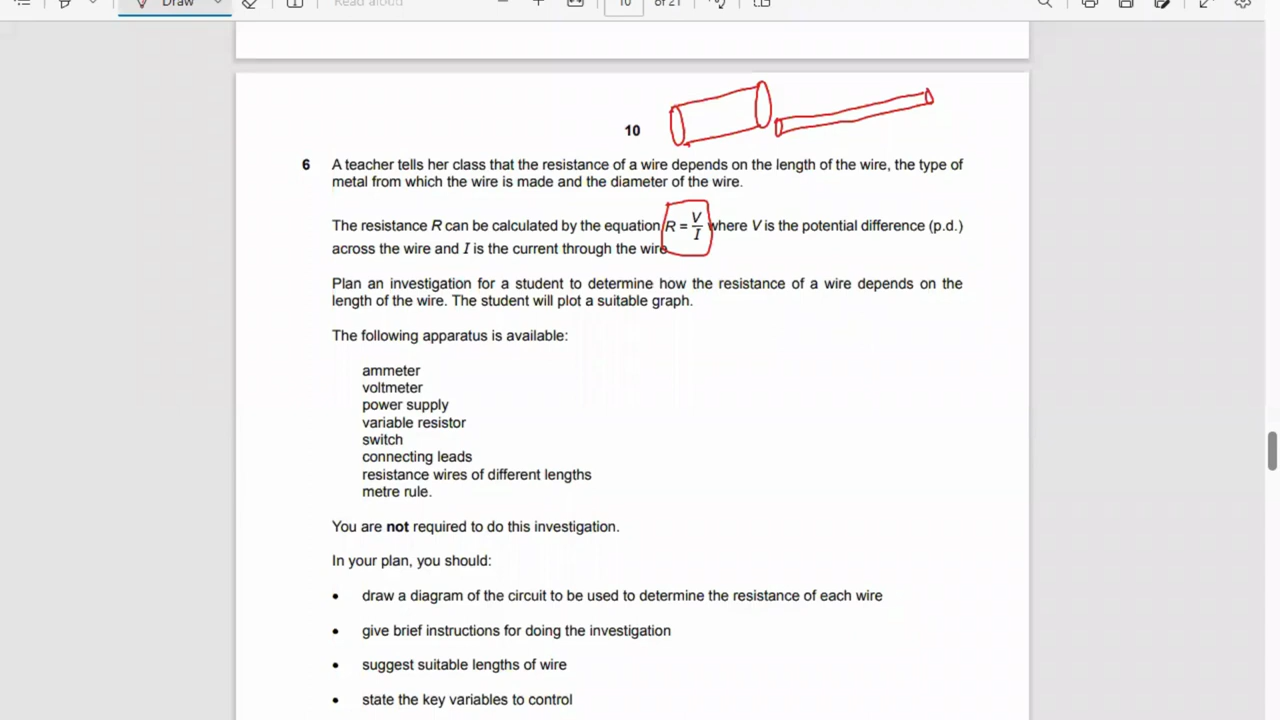 Draw
Read aloud
10
of 21
10
6 A teacher tells her class that the resistance of a wire depends on the length of the wire, the type of
metal from which the wire is made and the diameter of the wire.
The resistance R can be calculated by the equation R = V/I where V is the potential difference (p.d.)
across the wire and I is the current through the wire
Plan an investigation for a student to determine how the resistance of a wire depends on the
length of the wire. The student will plot a suitable graph.
The following apparatus is available:
ammeter
voltmeter
power supply
variable resistor
switch
connecting leads
resistance wires of different lengths
metre rule.
You are not required to do this investigation.
In your plan, you should:
• draw a diagram of the circuit to be used to determine the resistance of each wire
• give brief instructions for doing the investigation
• suggest suitable lengths of wire
• state the key variables to control